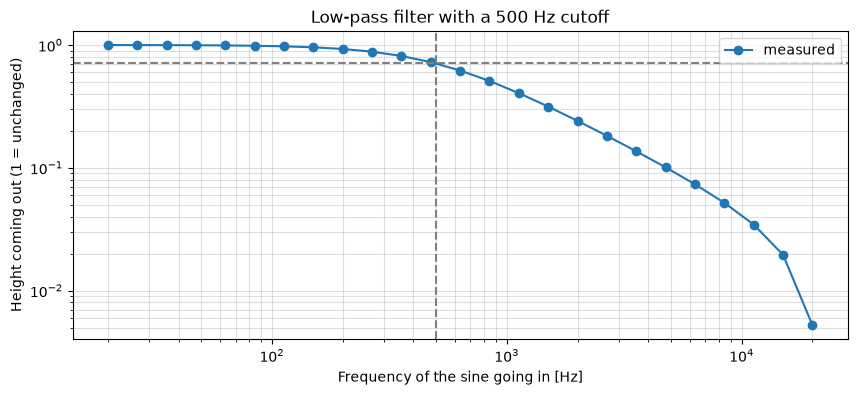 Low-pass filter with a 500 Hz cutoff
measured
Height coming out (1 = unchanged)
10⁰
10⁻¹
10⁻²
10²
10³
10⁴
Frequency of the sine going in [Hz]